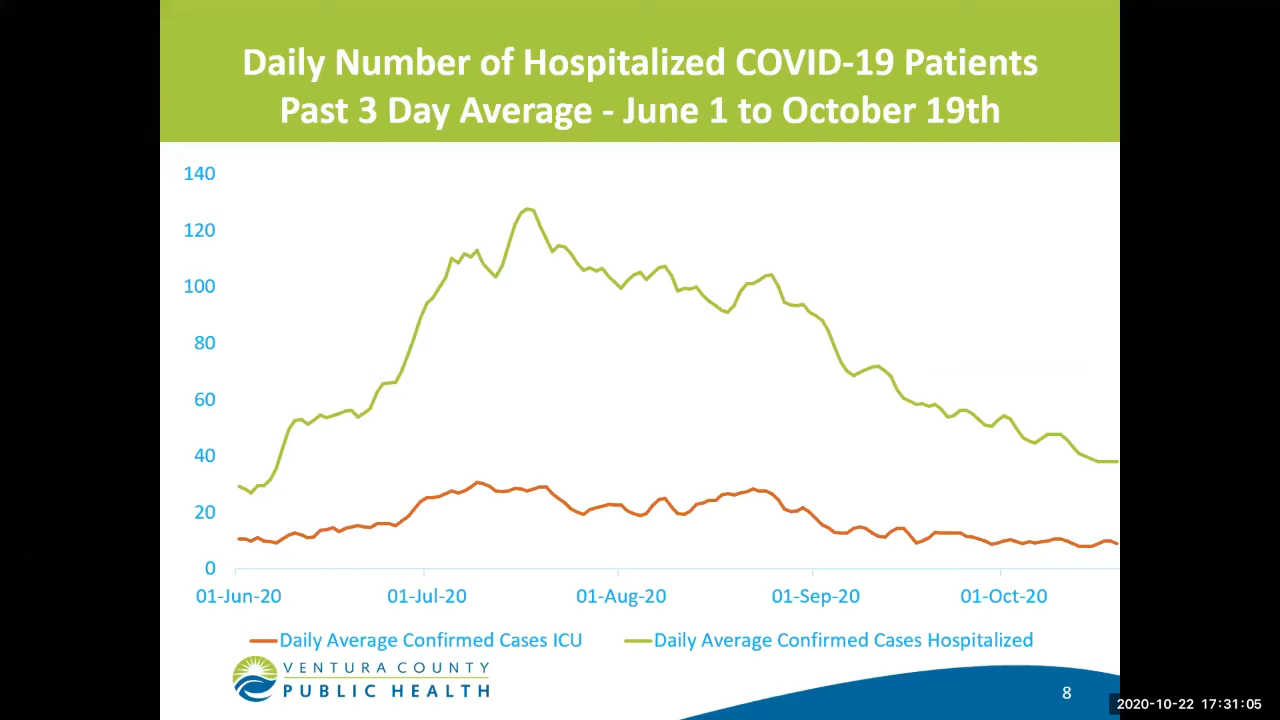 Daily Number of Hospitalized COVID-19 Patients
Past 3 Day Average - June 1 to October 19th
140
120
100
80
60
40
20
0
01-Jun-20 01-Jul-20 01-Aug-20 01-Sep-20 01-Oct-20
Daily Average Confirmed Cases ICU Daily Average Confirmed Cases Hospitalized
VENTURA COUNTY
PUBLIC HEALTH
8
2020-10-22 17:31:05